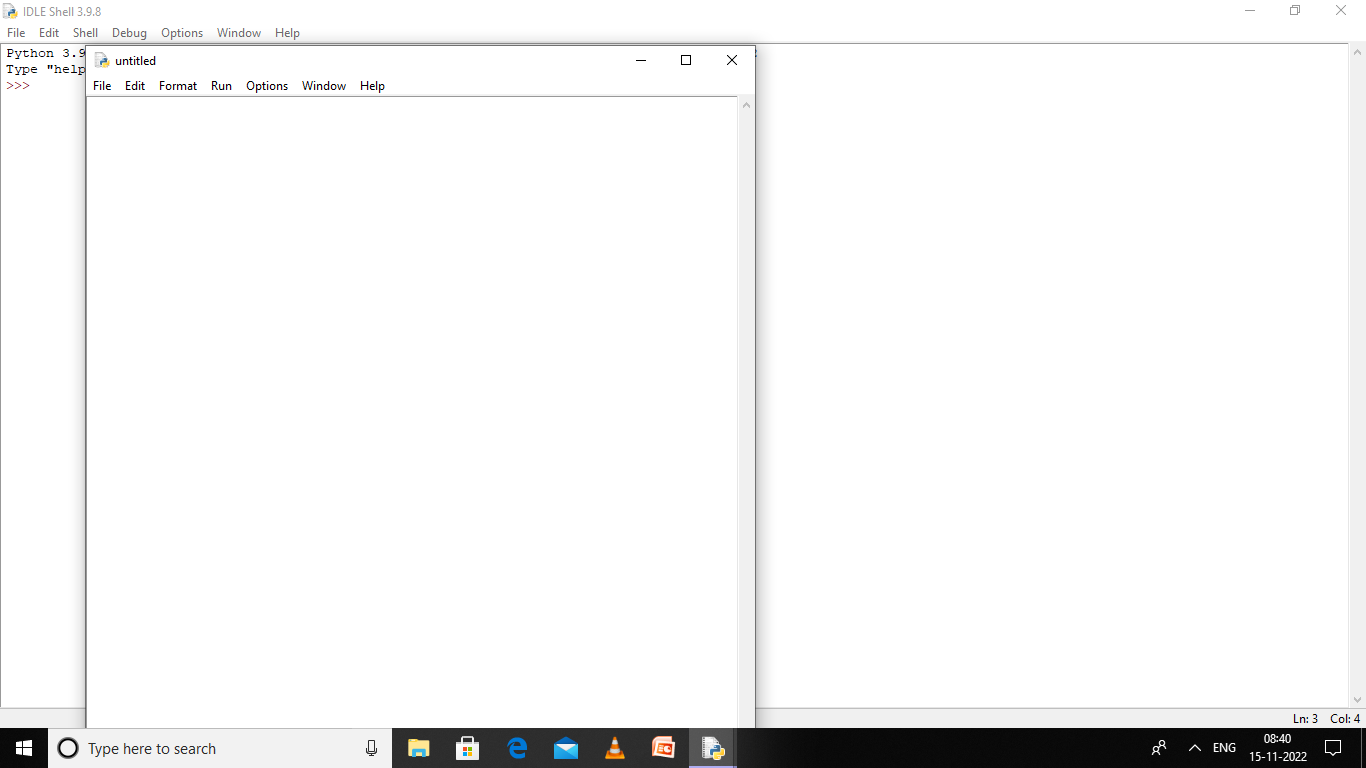 IDLE Shell 3.9.8
File Edit Shell Debug Options Window Help
Python 3.9
Type "help
>>>
untitled
File Edit Format Run Options Window Help
Ln: 3 Col: 4
Type here to search
ENG
08:40
15-11-2022